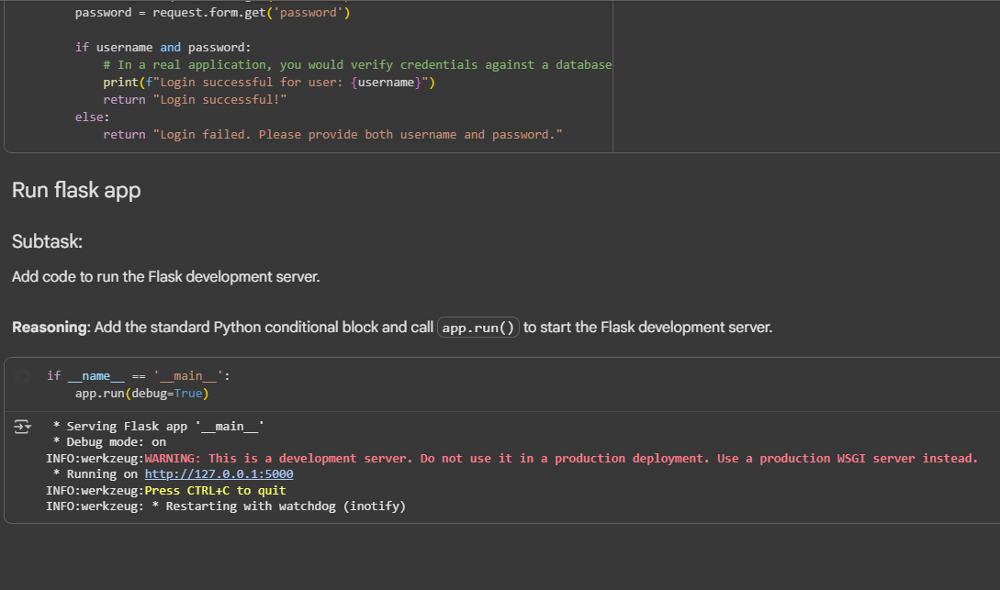 password = request.form.get('password')
if username and password:
# In a real application, you would verify credentials against a database
print(f"Login successful for user: {username}")
return "Login successful!"
else:
return "Login failed. Please provide both username and password."
Run flask app
Subtask:
Add code to run the Flask development server.
Reasoning: Add the standard Python conditional block and call app.run() to start the Flask development server.
if __name__ == '__main__':
app.run(debug=True)
* Serving Flask app '__main__'
* Debug mode: on
INFO:werkzeug:WARNING: This is a development server. Do not use it in a production deployment. Use a production WSGI server instead.
* Running on http://127.0.0.1:5000
INFO:werkzeug:Press CTRL+C to quit
INFO:werkzeug: * Restarting with watchdog (inotify)